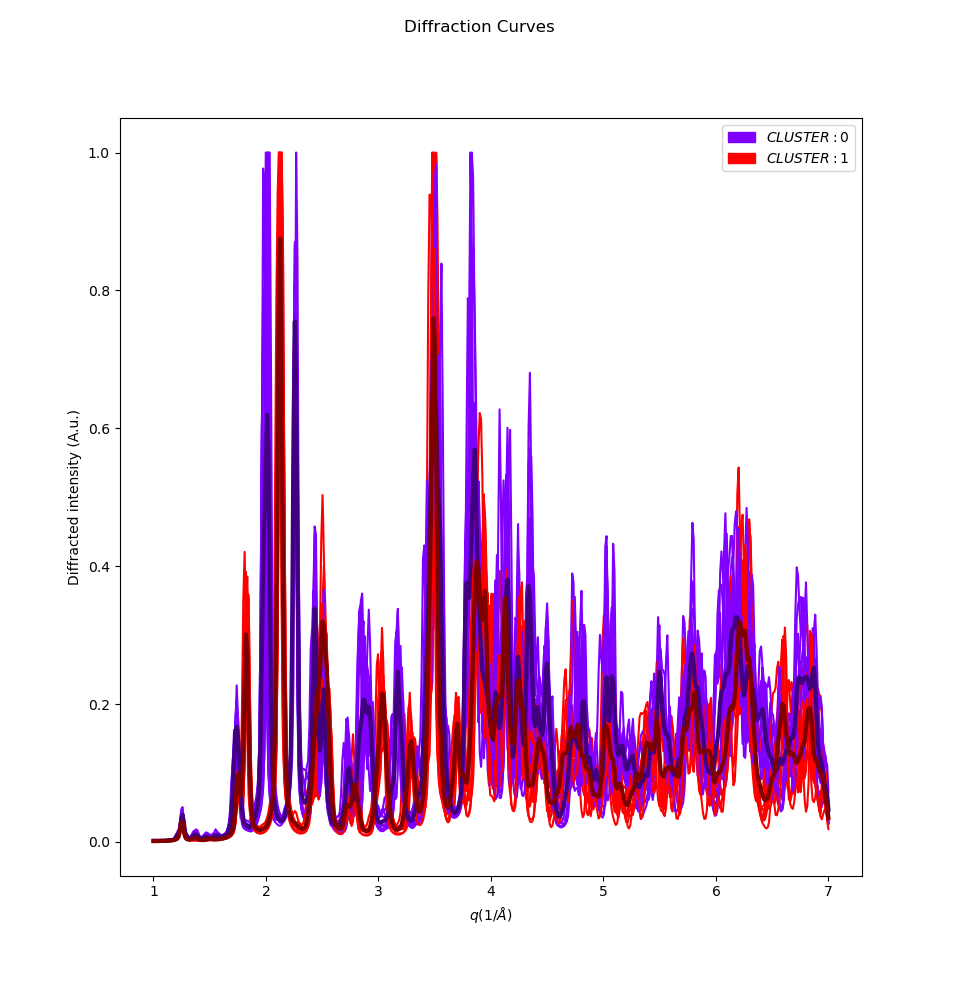 Diffraction Curves
CLUSTER : 0
CLUSTER : 1
Diffracted intensity (A.u.)
1.0
0.8
0.6
0.4
0.2
0.0
1 2 3 4 5 6 7
q(1/Å)